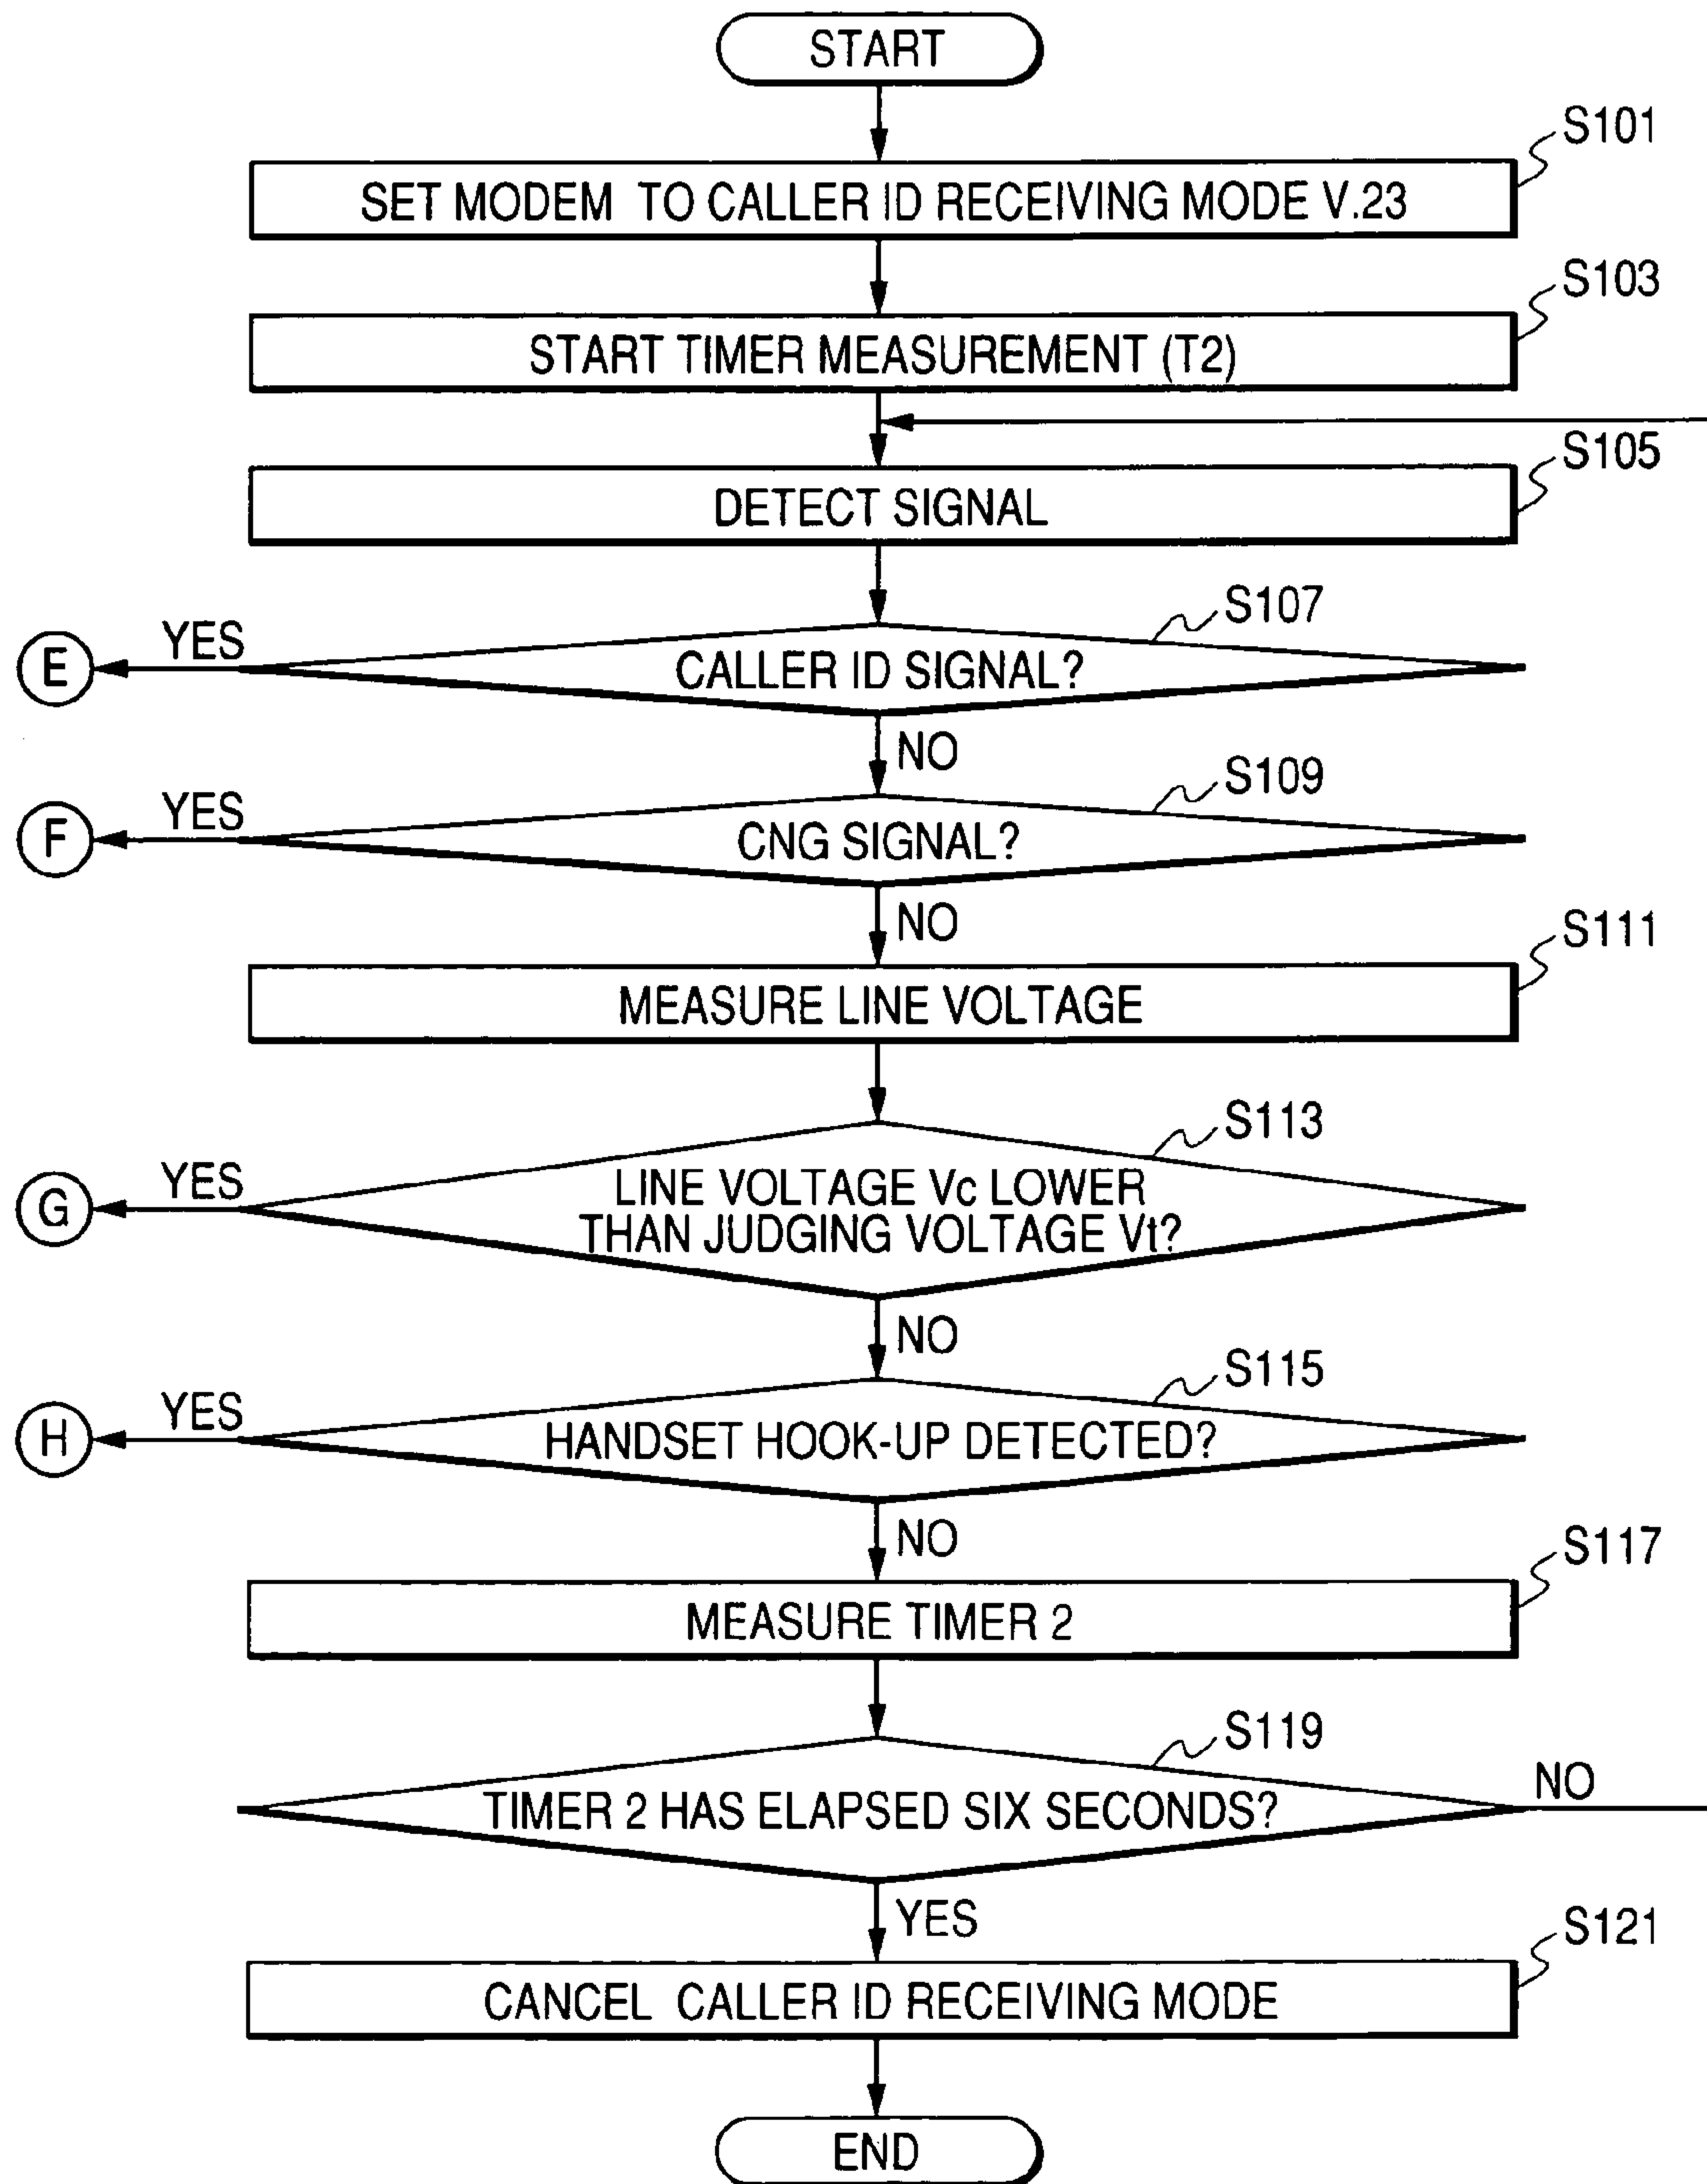 START
S101
SET MODEM TO CALLER ID RECEIVING MODE V.23
S103
START TIMER MEASUREMENT (T2)
S105
DETECT SIGNAL
S107
E
YES
CALLER ID SIGNAL?
NO
S109
F
YES
CNG SIGNAL?
NO
S111
MEASURE LINE VOLTAGE
S113
G
YES
LINE VOLTAGE Vc LOWER
THAN JUDGING VOLTAGE Vt?
NO
S115
H
YES
HANDSET HOOK-UP DETECTED?
NO
S117
MEASURE TIMER 2
S119
TIMER 2 HAS ELAPSED SIX SECONDS?
NO
YES
S121
CANCEL CALLER ID RECEIVING MODE
END